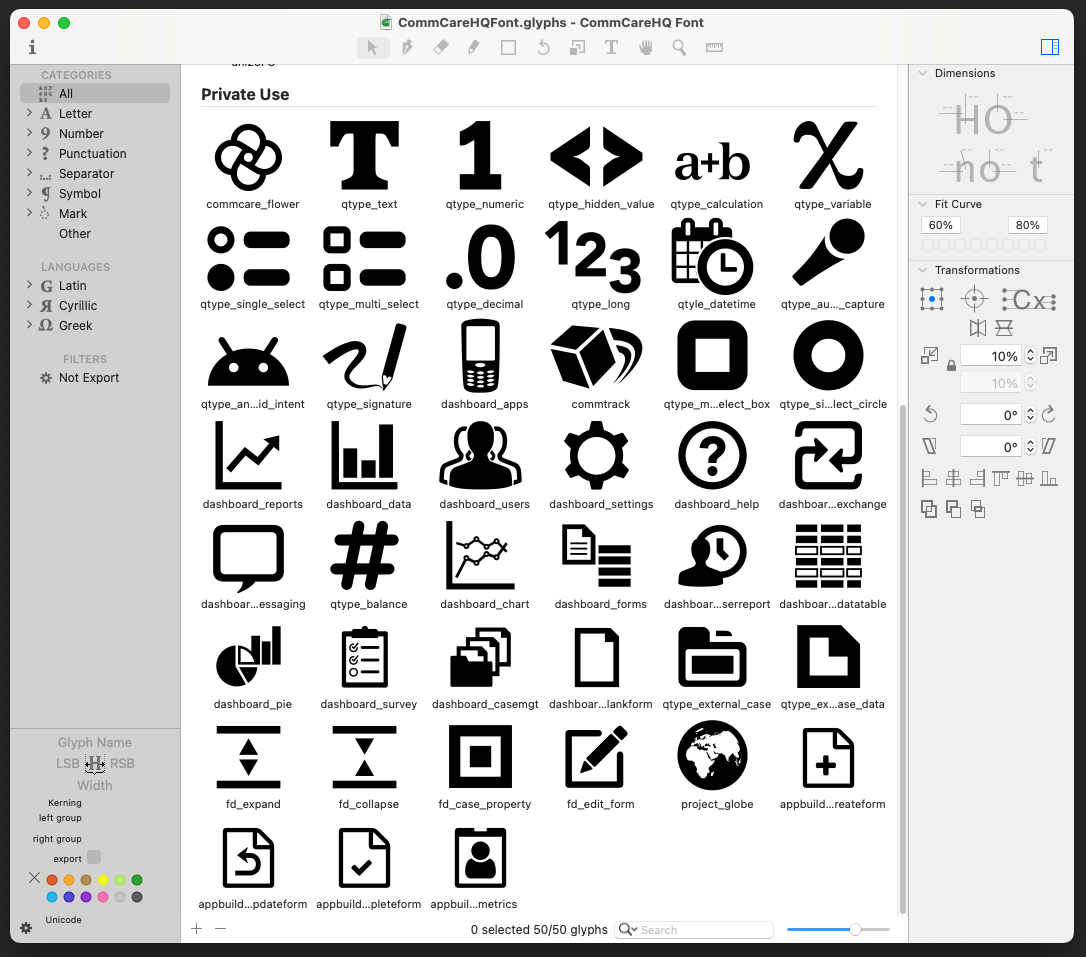 CommCareHQFont.glyphs - CommCareHQ Font
CATEGORIES
All
Letter
Number
Punctuation
Separator
Symbol
Mark
Other
LANGUAGES
Latin
Cyrillic
Greek
FILTERS
Not Export
Glyph Name
LSB H RSB
Width
Kerning
left group
right group
export
Unicode
Private Use
commcare_flower qtype_text qtype_numeric qtype_hidden_value qtype_calculation qtype_variable
qtype_single_select qtype_multi_select qtype_decimal qtype_long qtyle_datetime qtype_au..._capture
qtype_an...id_intent qtype_signature dashboard_apps commtrack qtype_m...elect_box qtype_si...lect_circle
dashboard_reports dashboard_data dashboard_users dashboard_settings dashboard_help dashboar...exchange
dashboar...essaging qtype_balance dashboard_chart dashboard_forms dashboar...serreport dashboar...datatable
dashboard_pie dashboard_survey dashboard_casemgt dashboar...lankform qtype_external_case qtype_ex...ase_data
fd_expand fd_collapse fd_case_property fd_edit_form project_globe appbuild...reateform
appbuild...pdateform appbuild...pleteform appbuil...metrics
0 selected 50/50 glyphs
Search
Dimensions
HO
no t
Fit Curve
60% 80%
Transformations
Cx
10%
10%
0°
0°